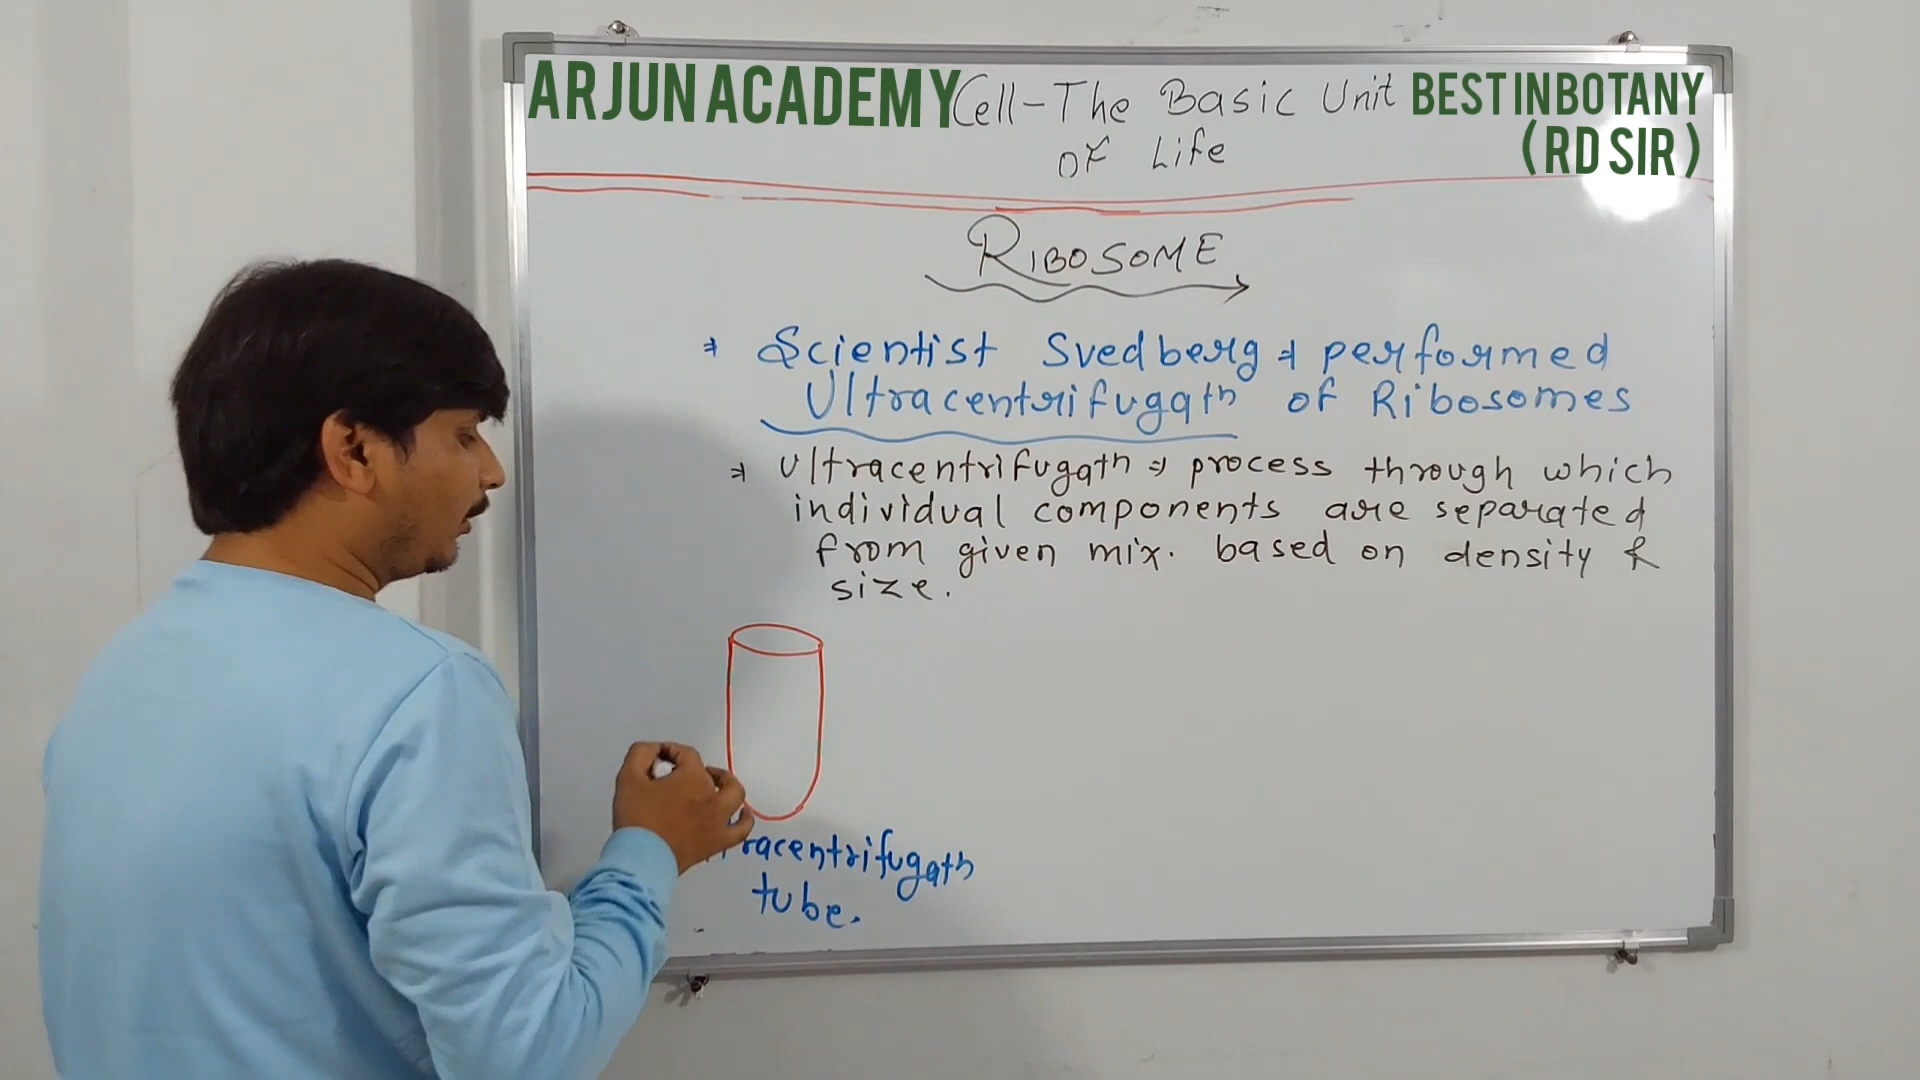 ARJUN ACADEMY
Cell-The Basic Unit
OF Life
BEST IN BOTANY
(RD SIR)
RIBOSOME
⇒ Scientist Svedberg ⇒ performed
Ultracentrifugatn of Ribosomes
⇒ Ultracentrifugatn ⇒ process through which
individual components are separated
from given mix. based on density &
size.
racentrifugatn
tube.